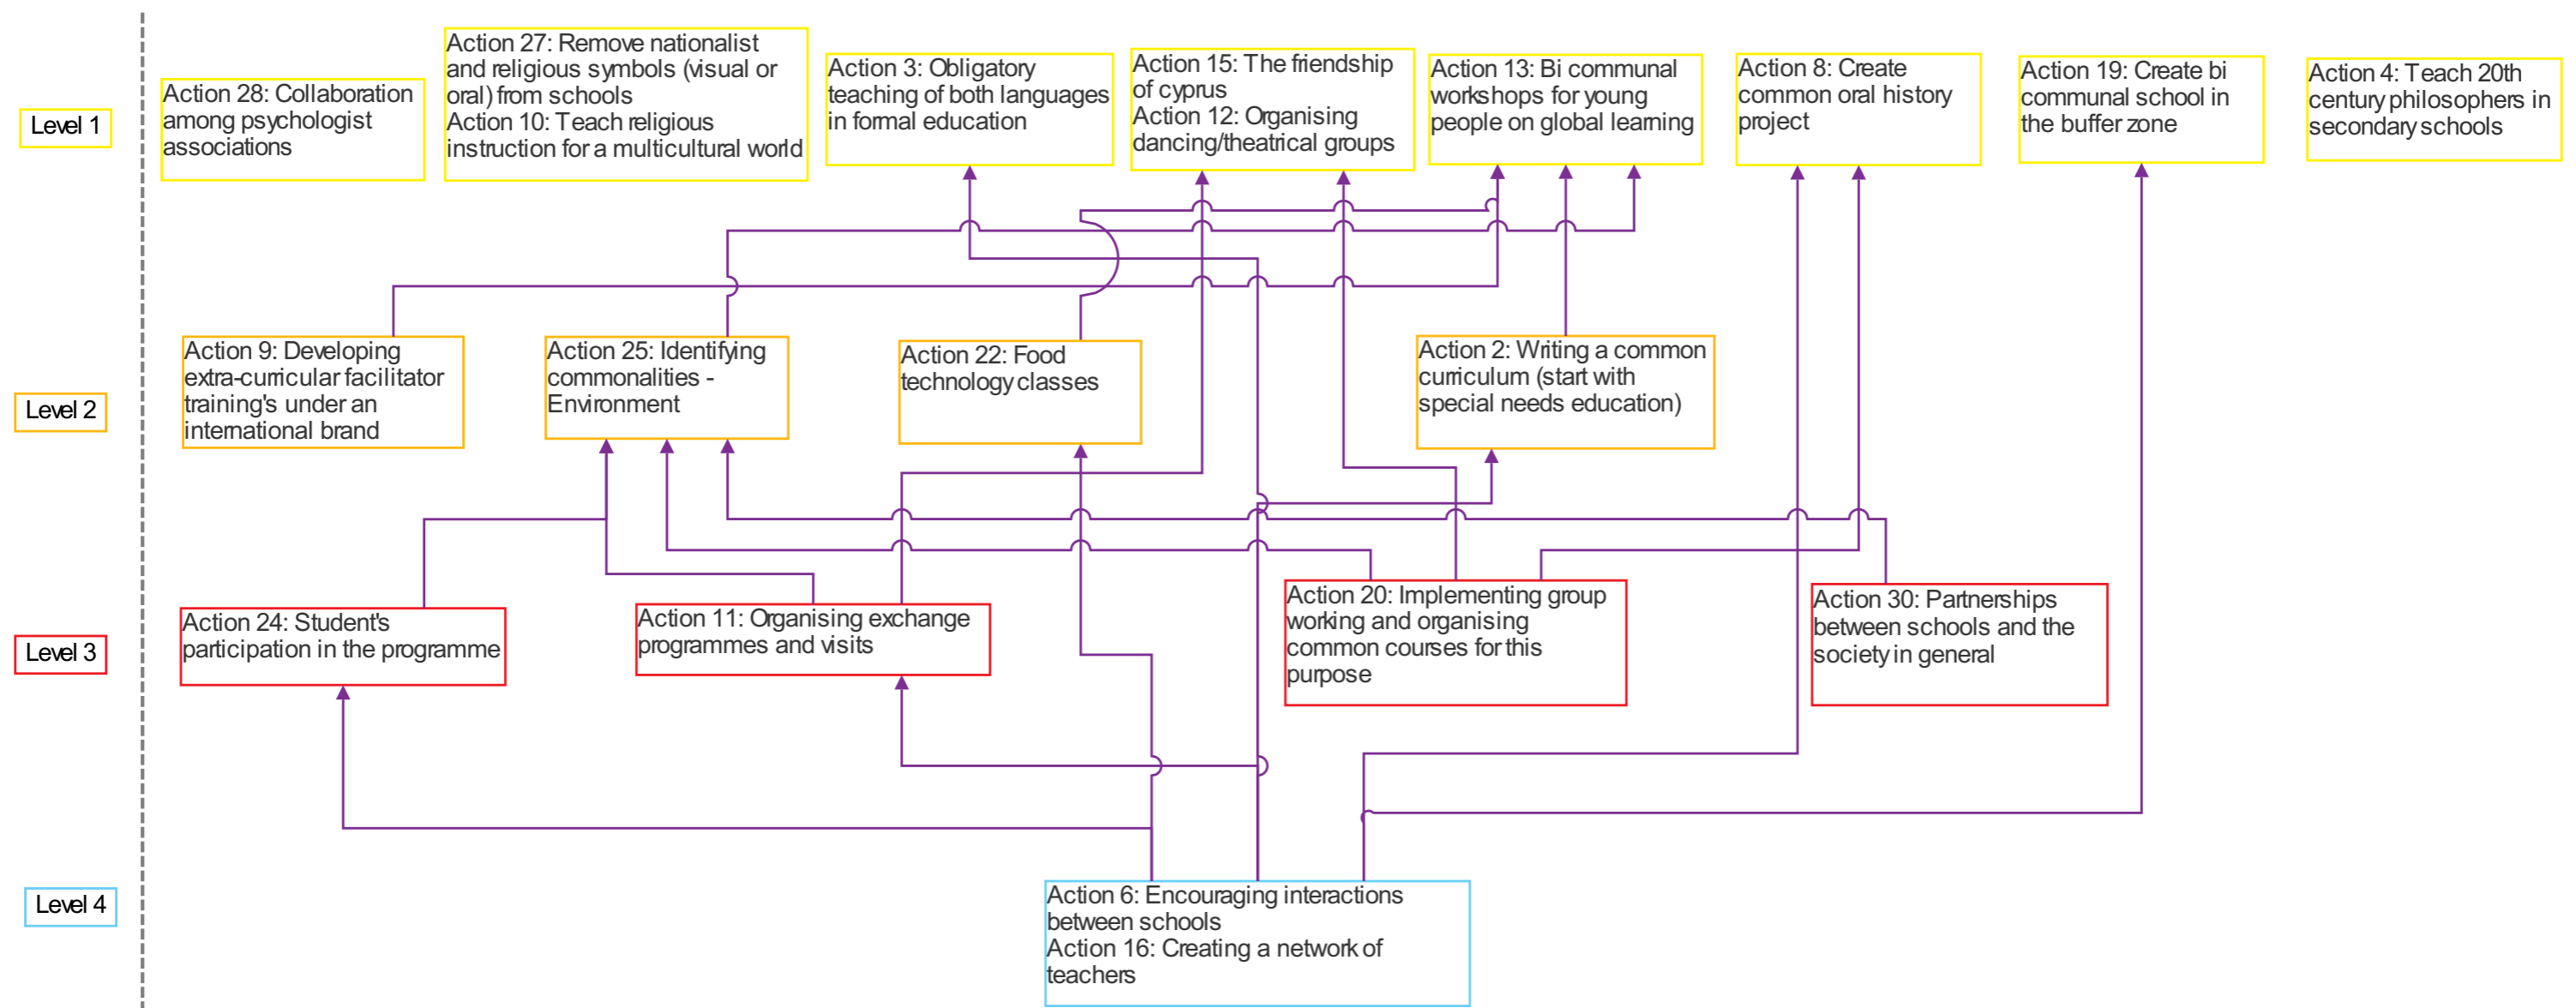 Level 1
Action 28: Collaboration
among psychologist
associations
Action 27: Remove nationalist
and religious symbols (visual or
oral) from schools
Action 10: Teach religious
instruction for a multicultural world
Action 3: Obligatory
teaching of both languages
in formal education
Action 15: The friendship
of cyprus
Action 12: Organising
dancing/theatrical groups
Action 13: Bi communal
workshops for young
people on global learning
Action 8: Create
common oral history
project
Action 19: Create bi
communal school in
the buffer zone
Action 4: Teach 20th
century philosophers in
secondary schools
Level 2
Action 9: Developing
extra-curricular facilitator
training's under an
international brand
Action 25: Identifying
commonalities -
Environment
Action 22: Food
technology classes
Action 2: Writing a common
curriculum (start with
special needs education)
Level 3
Action 24: Student's
participation in the programme
Action 11: Organising exchange
programmes and visits
Action 20: Implementing group
working and organising
common courses for this
purpose
Action 30: Partnerships
between schools and the
society in general
Level 4
Action 6: Encouraging interactions
between schools
Action 16: Creating a network of
teachers